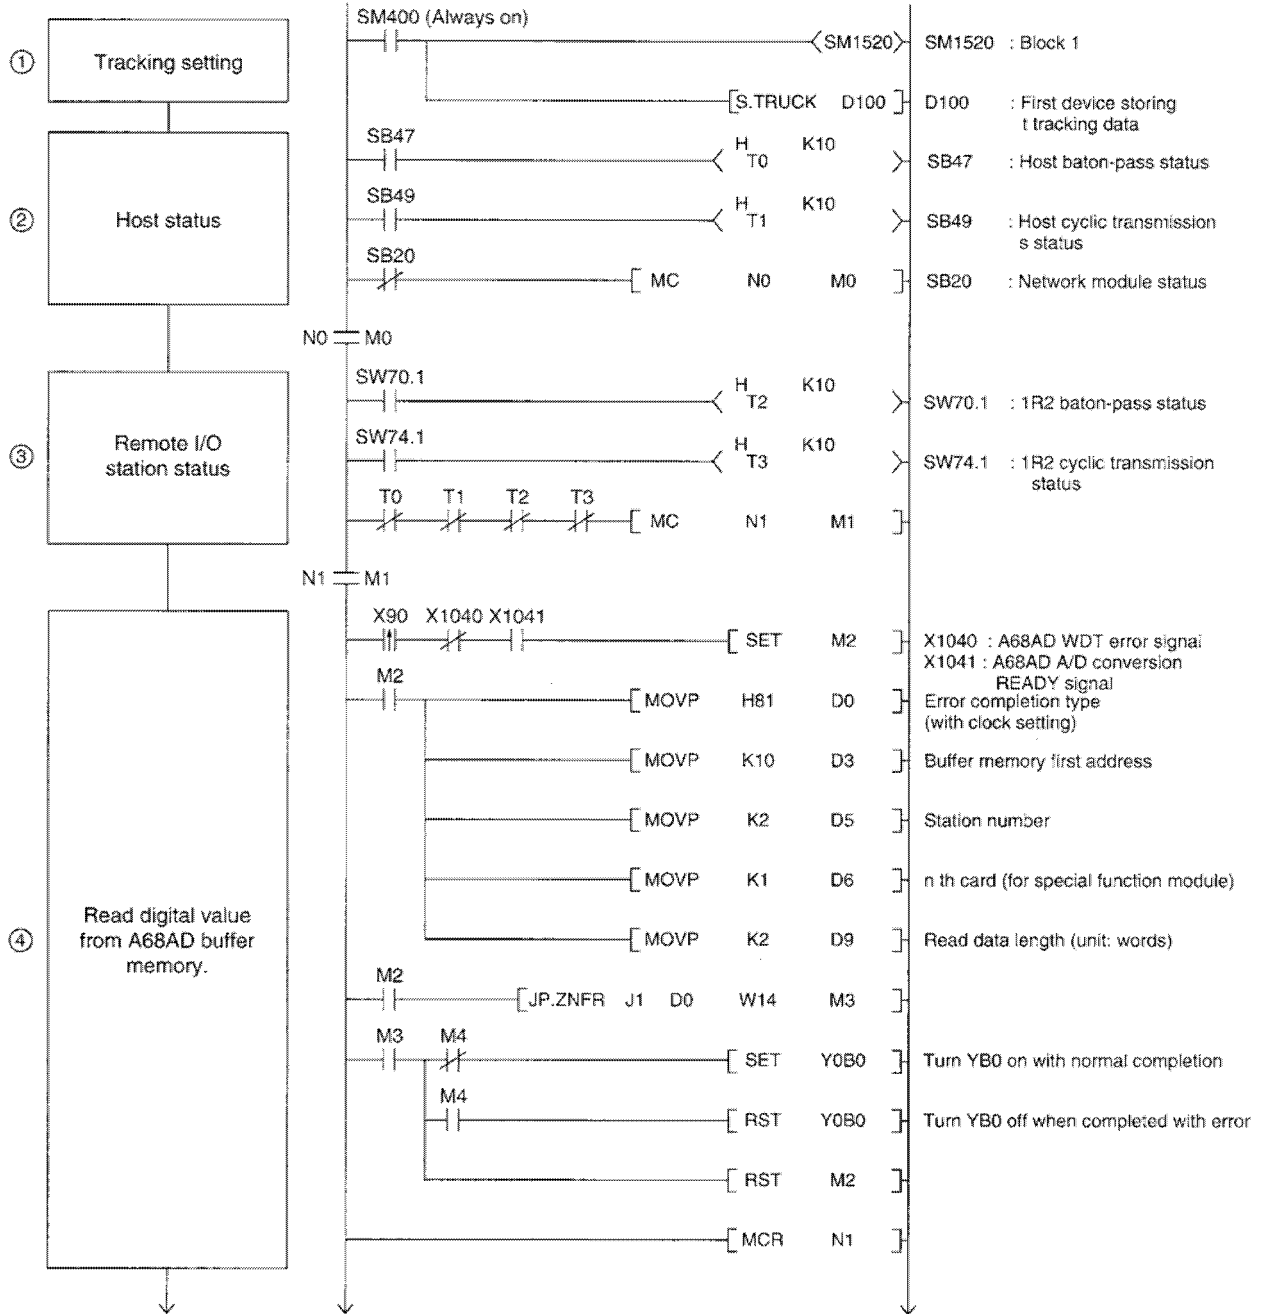 SM400 (Always on)
① Tracking setting
SM1520 SM1520 : Block 1
S.TRUCK D100 D100 : First device storing
t tracking data
SB47
H K10
T0 SB47 : Host baton-pass status
② Host status
SB49
H K10
T1 SB49 : Host cyclic transmission
s status
SB20
MC N0 M0 SB20 : Network module status
N0 M0
③ Remote I/O
station status
SW70.1
H K10
T2 SW70.1 : 1R2 baton-pass status
SW74.1
H K10
T3 SW74.1 : 1R2 cyclic transmission
status
T0 T1 T2 T3
MC N1 M1
N1 M1
X90 X1040 X1041
SET M2 X1040 : A68AD WDT error signal
X1041 : A68AD A/D conversion
READY signal
M2
MOVP H81 D0 Error completion type
(with clock setting)
MOVP K10 D3 Buffer memory first address
MOVP K2 D5 Station number
MOVP K1 D6 n th card (for special function module)
④ Read digital value
from A68AD buffer
memory.
MOVP K2 D9 Read data length (unit: words)
M2
JP.ZNFR J1 D0 W14 M3
M3 M4
SET Y0B0 Turn YB0 on with normal completion
M4
RST Y0B0 Turn YB0 off when completed with error
RST M2
MCR N1